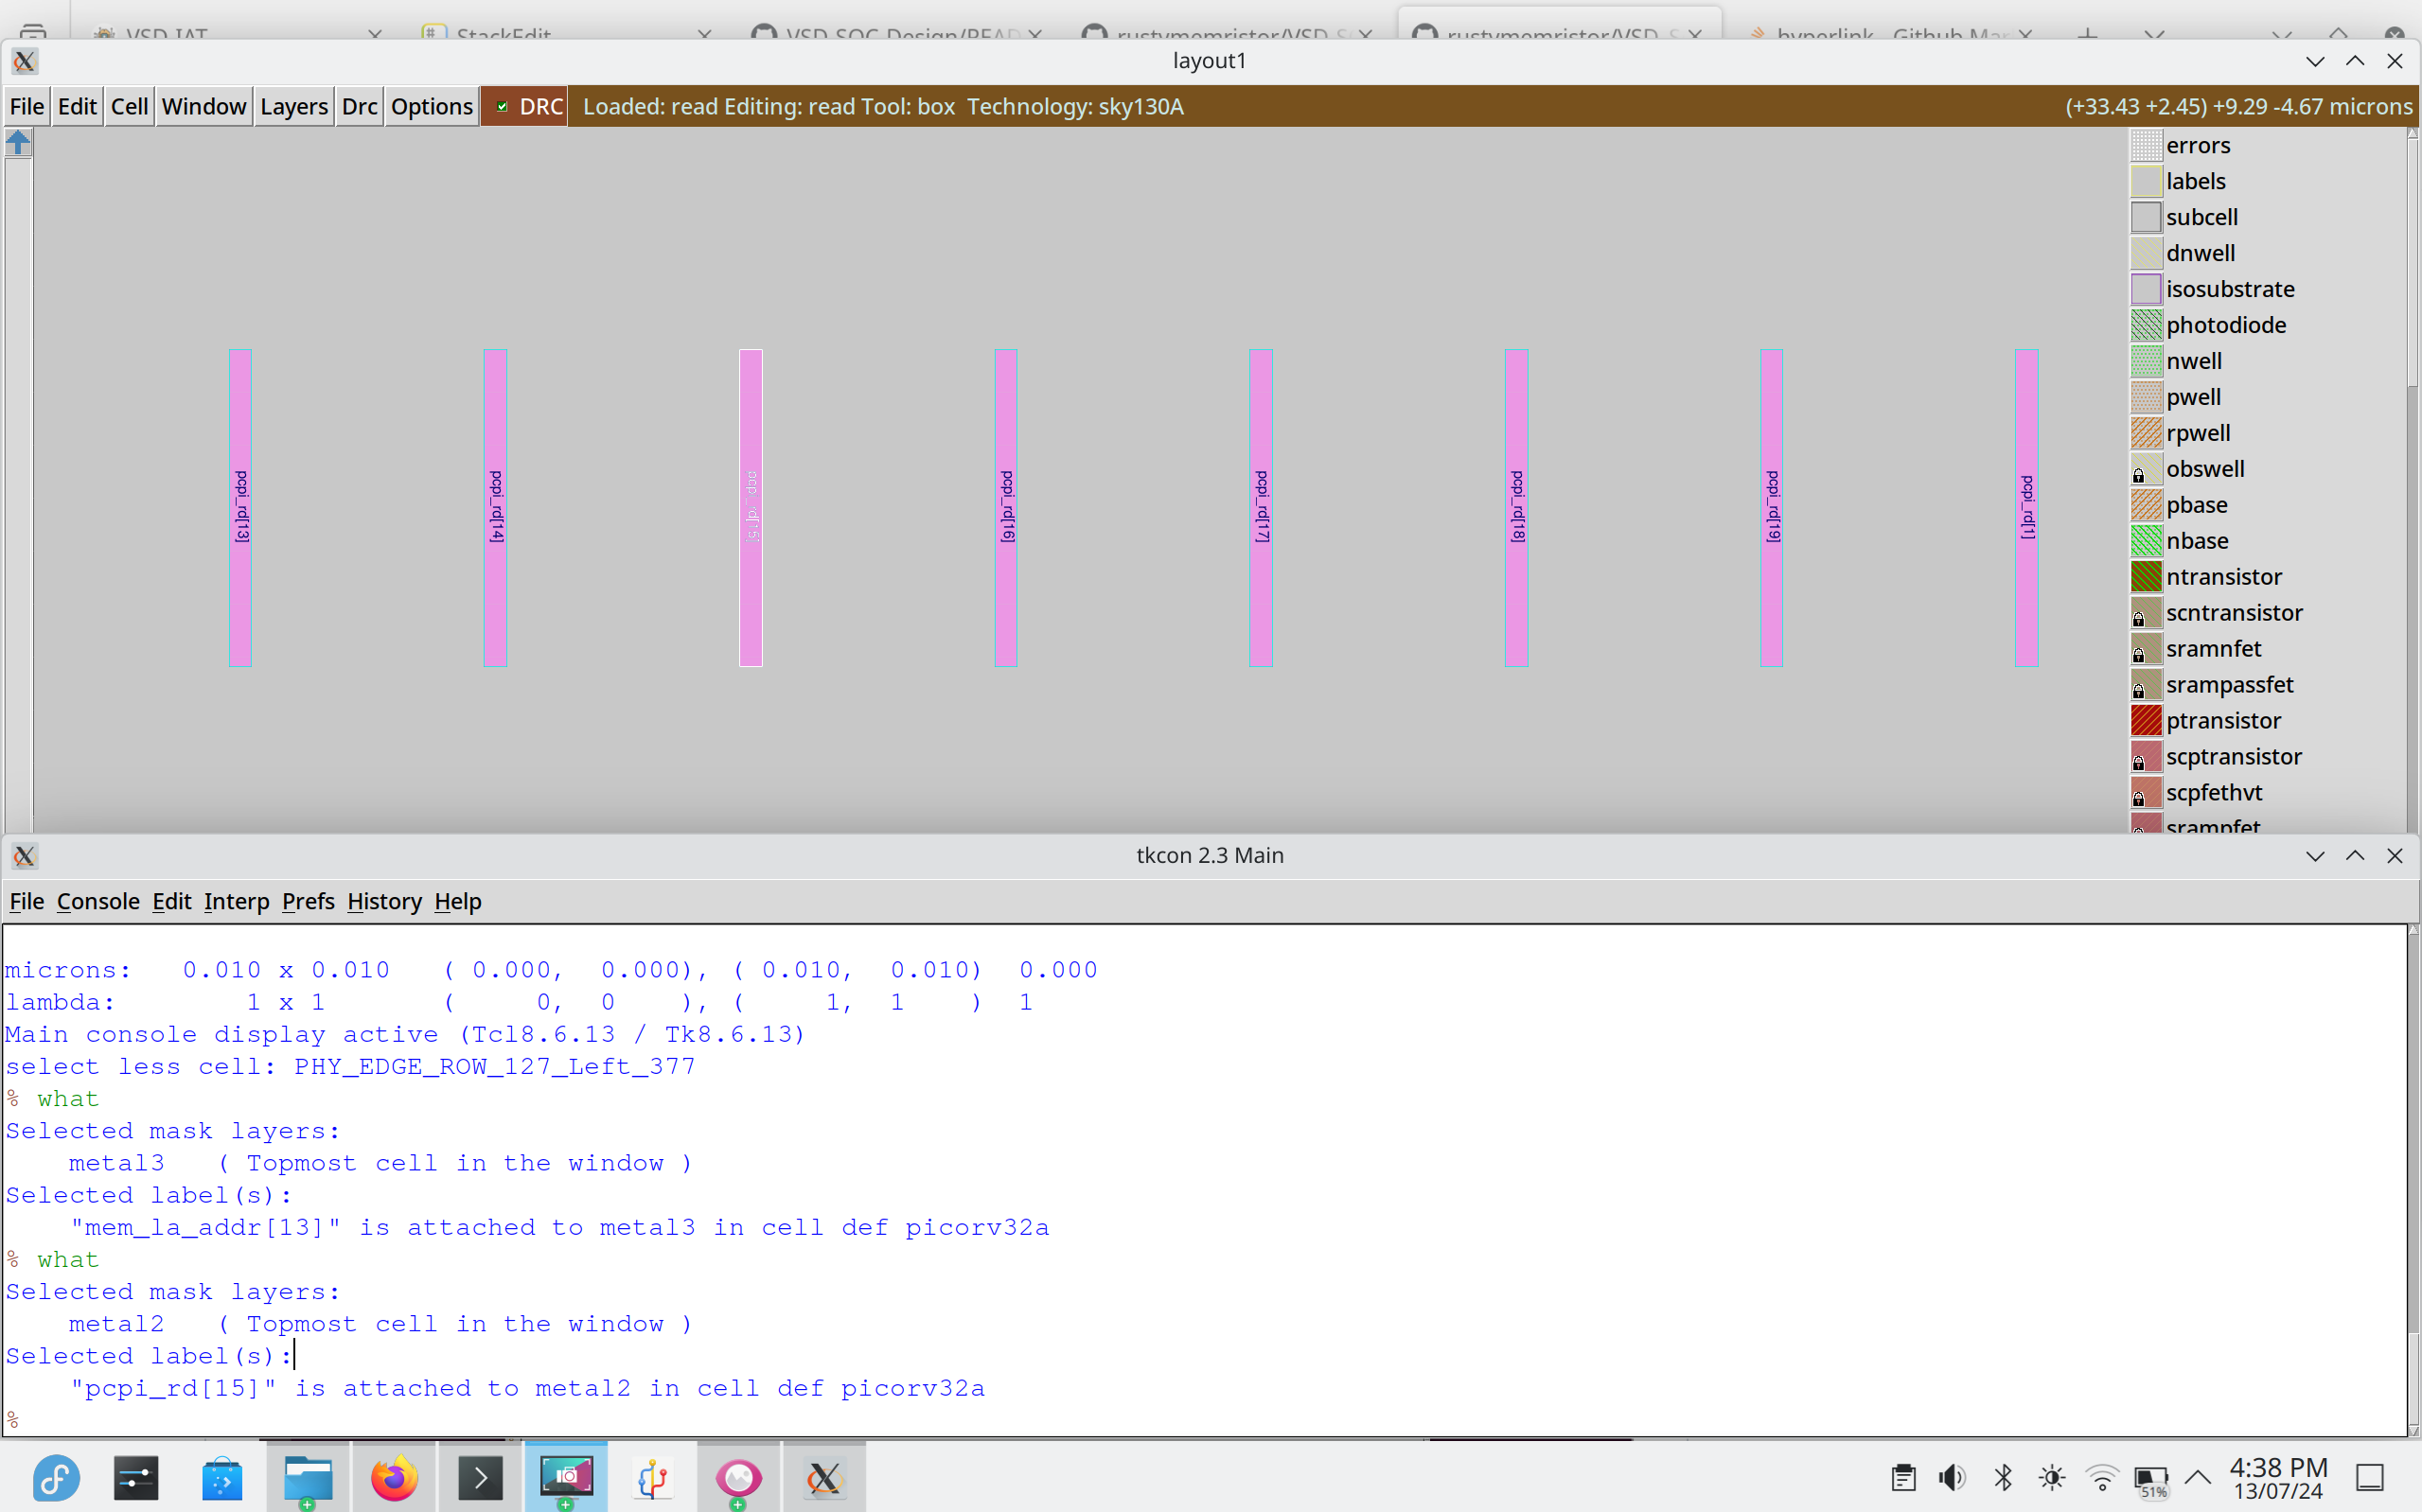 VSD-IAT
StackEdit
VSD-SOC-Design/READ
rustymemristor/VSD-S
rustymemristor/VSD_S
hyperlink - Github Mar
layout1
File Edit Cell Window Layers Drc Options DRC Loaded: read Editing: read Tool: box Technology: sky130A (+33.43 +2.45) +9.29 -4.67 microns
errors
labels
subcell
dnwell
isosubstrate
photodiode
nwell
pwell
rpwell
obswell
pbase
nbase
ntransistor
scntransistor
sramnfet
srampassfet
ptransistor
scptransistor
scpfethvt
srampfet
pcpi_rd[13]
pcpi_rd[14]
pcpi_rd[15]
pcpi_rd[16]
pcpi_rd[17]
pcpi_rd[18]
pcpi_rd[19]
pcpi_rd[1]
tkcon 2.3 Main
File Console Edit Interp Prefs History Help
microns: 0.010 x 0.010 ( 0.000, 0.000), ( 0.010, 0.010) 0.000
lambda: 1 x 1 ( 0, 0 ), ( 1, 1 ) 1
Main console display active (Tcl8.6.13 / Tk8.6.13)
select less cell: PHY_EDGE_ROW_127_Left_377
% what
Selected mask layers:
metal3 ( Topmost cell in the window )
Selected label(s):
"mem_la_addr[13]" is attached to metal3 in cell def picorv32a
% what
Selected mask layers:
metal2 ( Topmost cell in the window )
Selected label(s):
"pcpi_rd[15]" is attached to metal2 in cell def picorv32a
%
51%
4:38 PM
13/07/24